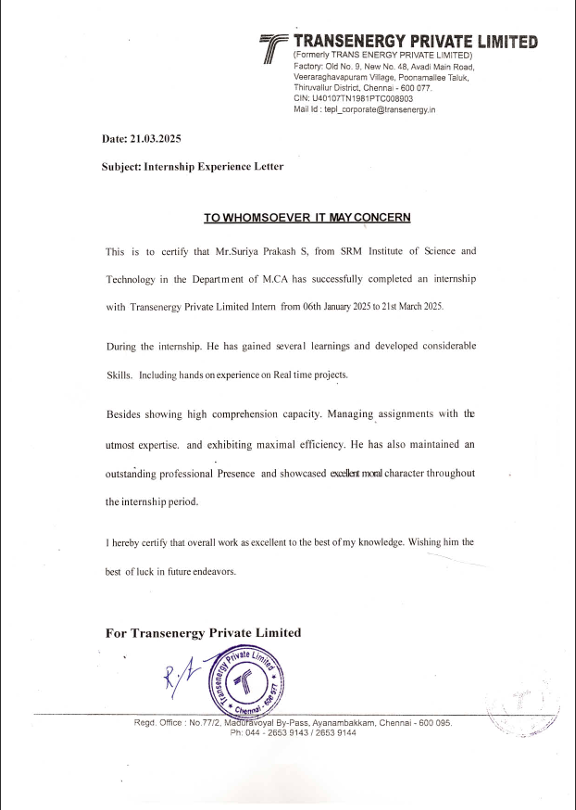 TRANSENERGY PRIVATE LIMITED
(Formerly TRANS ENERGY PRIVATE LIMITED)
Factory: Old No. 9, New No. 48, Avadi Main Road,
Veeraraghavapuram Village, Poonamallee Taluk,
Thiruvallur District, Chennai - 600 077.
CIN: U40107TN1981PTC008903
Mail Id : tepl_corporate@transenergy.in
Date: 21.03.2025
Subject: Internship Experience Letter
TO WHOMSOEVER IT MAY CONCERN
This is to certify that Mr.Suriya Prakash S, from SRM Institute of Science and
Technology in the Department of M.CA has successfully completed an internship
with Transenergy Private Limited Intern from 06th January 2025 to 21st March 2025.
During the internship. He has gained several learnings and developed considerable
Skills. Including hands on experience on Real time projects.
Besides showing high comprehension capacity. Managing assignments with the
utmost expertise. and exhibiting maximal efficiency. He has also maintained an
outstanding professional Presence and showcased excellent moral character throughout
the internship period.
I hereby certify that overall work as excellent to the best of my knowledge. Wishing him the
best of luck in future endeavors.
For Transenergy Private Limited
Transenergy Private Limited
Chennai - 600 077
Regd. Office : No.77/2, Maduravoyal By-Pass, Ayanambakkam, Chennai - 600 095.
Ph: 044 - 2653 9143 / 2653 9144